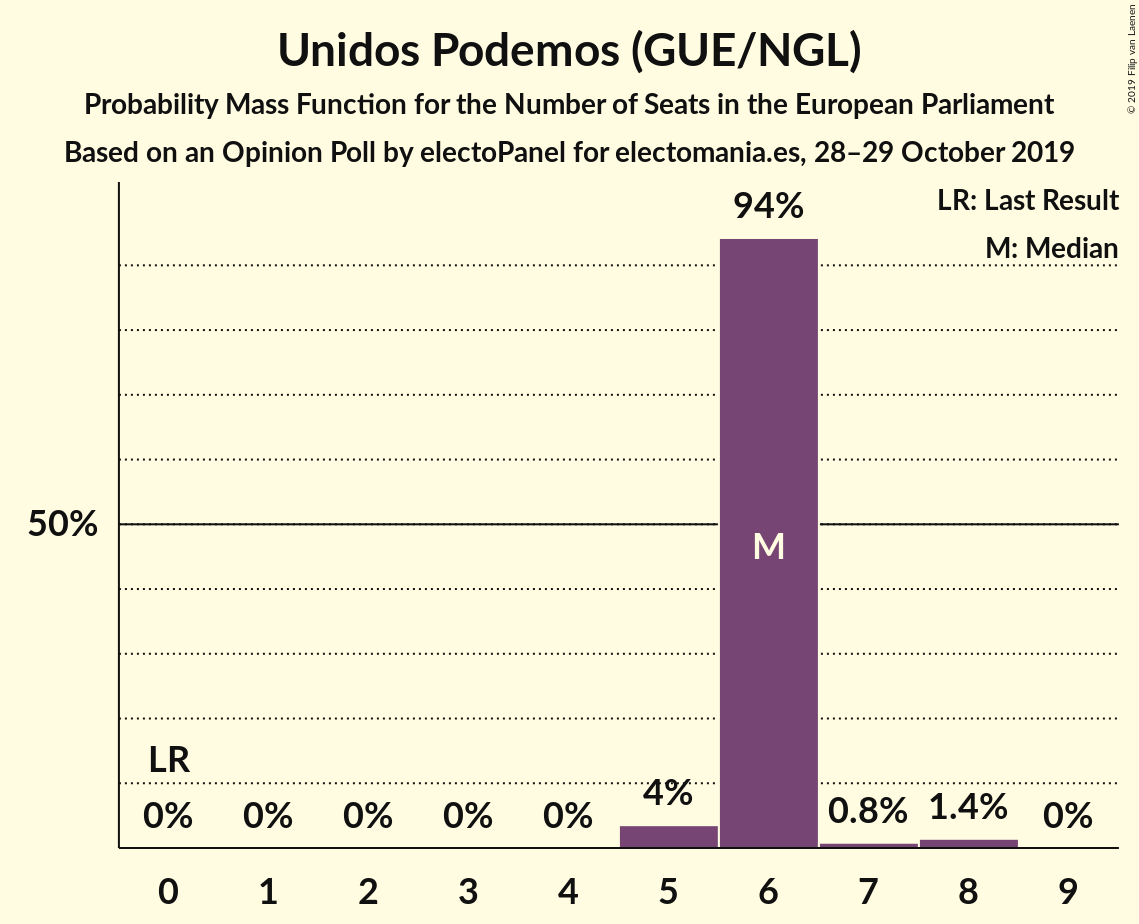 Unidos Podemos (GUE/NGL)
Probability Mass Function for the Number of Seats in the European Parliament
Based on an Opinion Poll by electoPanel for electomania.es, 28–29 October 2019
© 2019 Filip van Laenen
LR: Last Result
M: Median
94%
50%
M
LR
0% 0% 0% 0% 0% 4% 0.8% 1.4% 0%
0 1 2 3 4 5 6 7 8 9